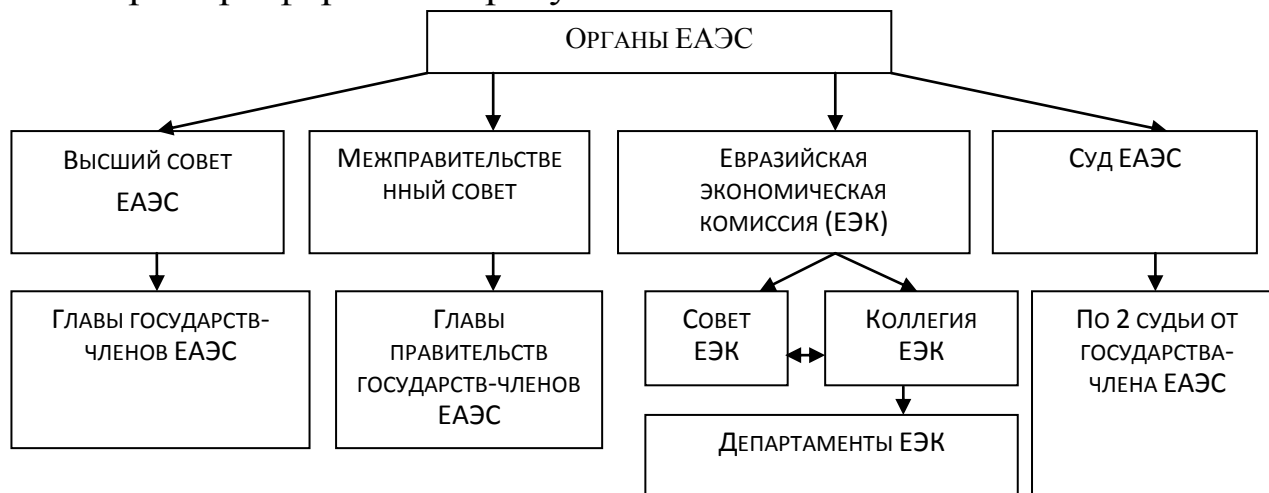 Органы ЕАЭС
Высший совет
ЕАЭС
Межправительстве
нный совет
Евразийская
экономическая
комиссия (ЕЭК)
Суд ЕАЭС
Главы государств-
членов ЕАЭС
Главы
правительств
государств-членов
ЕАЭС
Совет
ЕЭК
Коллегия
ЕЭК
По 2 судьи от
государства-
члена ЕАЭС
Департаменты ЕЭК